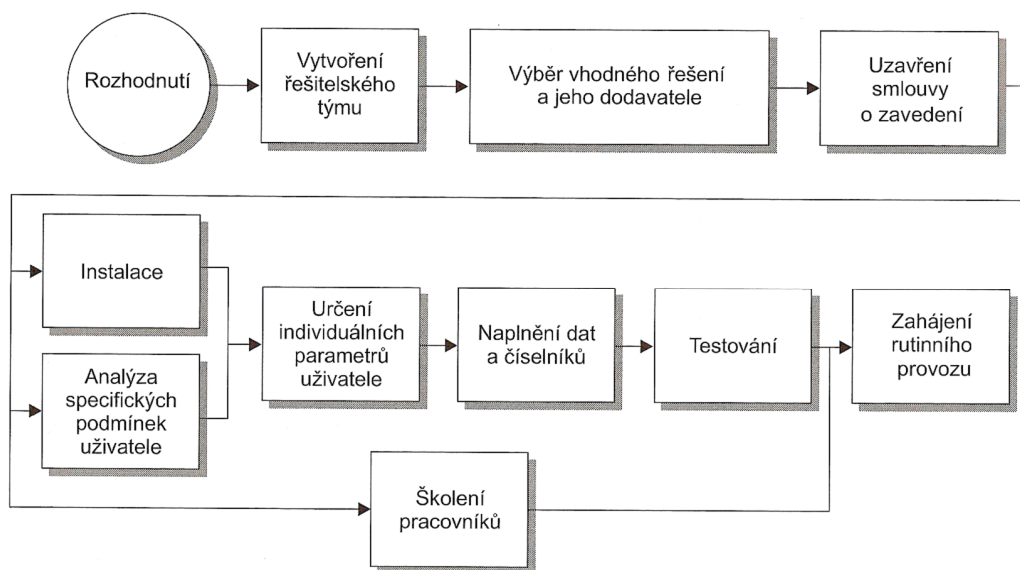 Rozhodnutí
Vytvoření
řešitelského
týmu
Výběr vhodného řešení
a jeho dodavatele
Uzavření
smlouvy
o zavedení
Instalace
Analýza
specifických
podmínek
uživatele
Určení
individuálních
parametrů
uživatele
Naplnění dat
a číselníků
Testování
Zahájení
rutinního
provozu
Školení
pracovníků